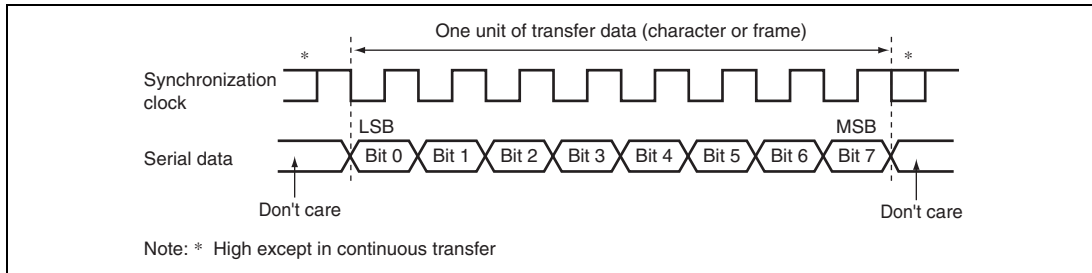 One unit of transfer data (character or frame)
* *
Synchronization
clock
LSB MSB
Serial data Bit 0 Bit 1 Bit 2 Bit 3 Bit 4 Bit 5 Bit 6 Bit 7
Don't care Don't care
Note: * High except in continuous transfer